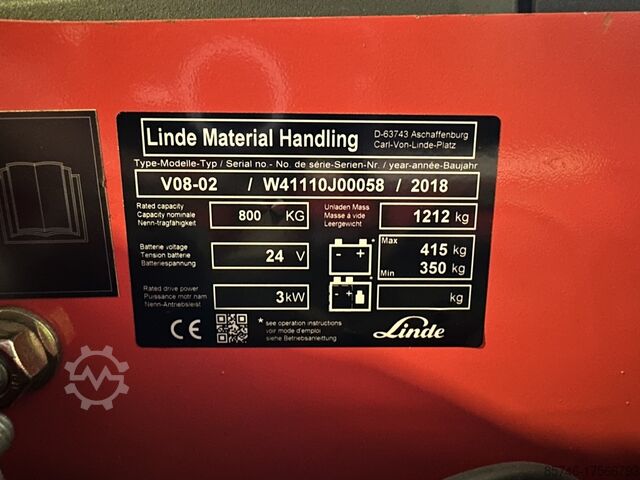 Linde Material Handling
D-63743 Aschaffenburg
Carl-Von-Linde-Platz
Type-Modelle-Typ / Serial no.- No. de série-Serien-Nr. / year-année-Baujahr
V08-02 / W41110J00058 / 2018
Rated capacity
Capacity nominale
Nenn-tragfähigkeit
800 KG
Unladen Mass
Masse à vide
Leergewicht
1212 kg
Batterie voltage
Tension batterie
Batteriespannung
24 V
- +
*
Max 415 kg
Min 350 kg
Rated drive power
Puissance motr.nam
Nenn-Antriebsleist
3kW
- +
*
kg
CE
* see operation instructions
voir mode d'emploi
siehe Betriebsanleitung
Linde